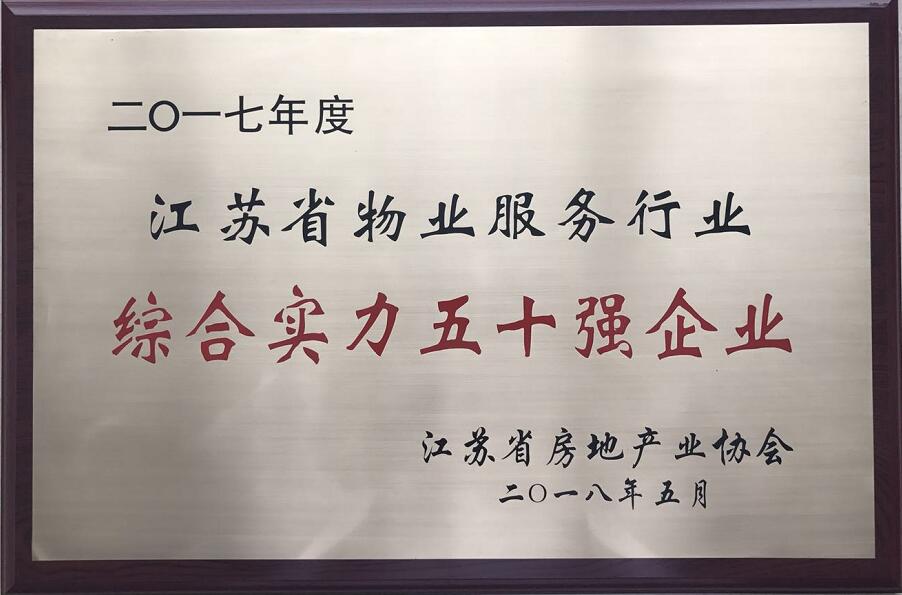 二〇一七年度
江苏省物业服务行业
综合实力五十强企业
江苏省房地产业协会
二〇一八年五月